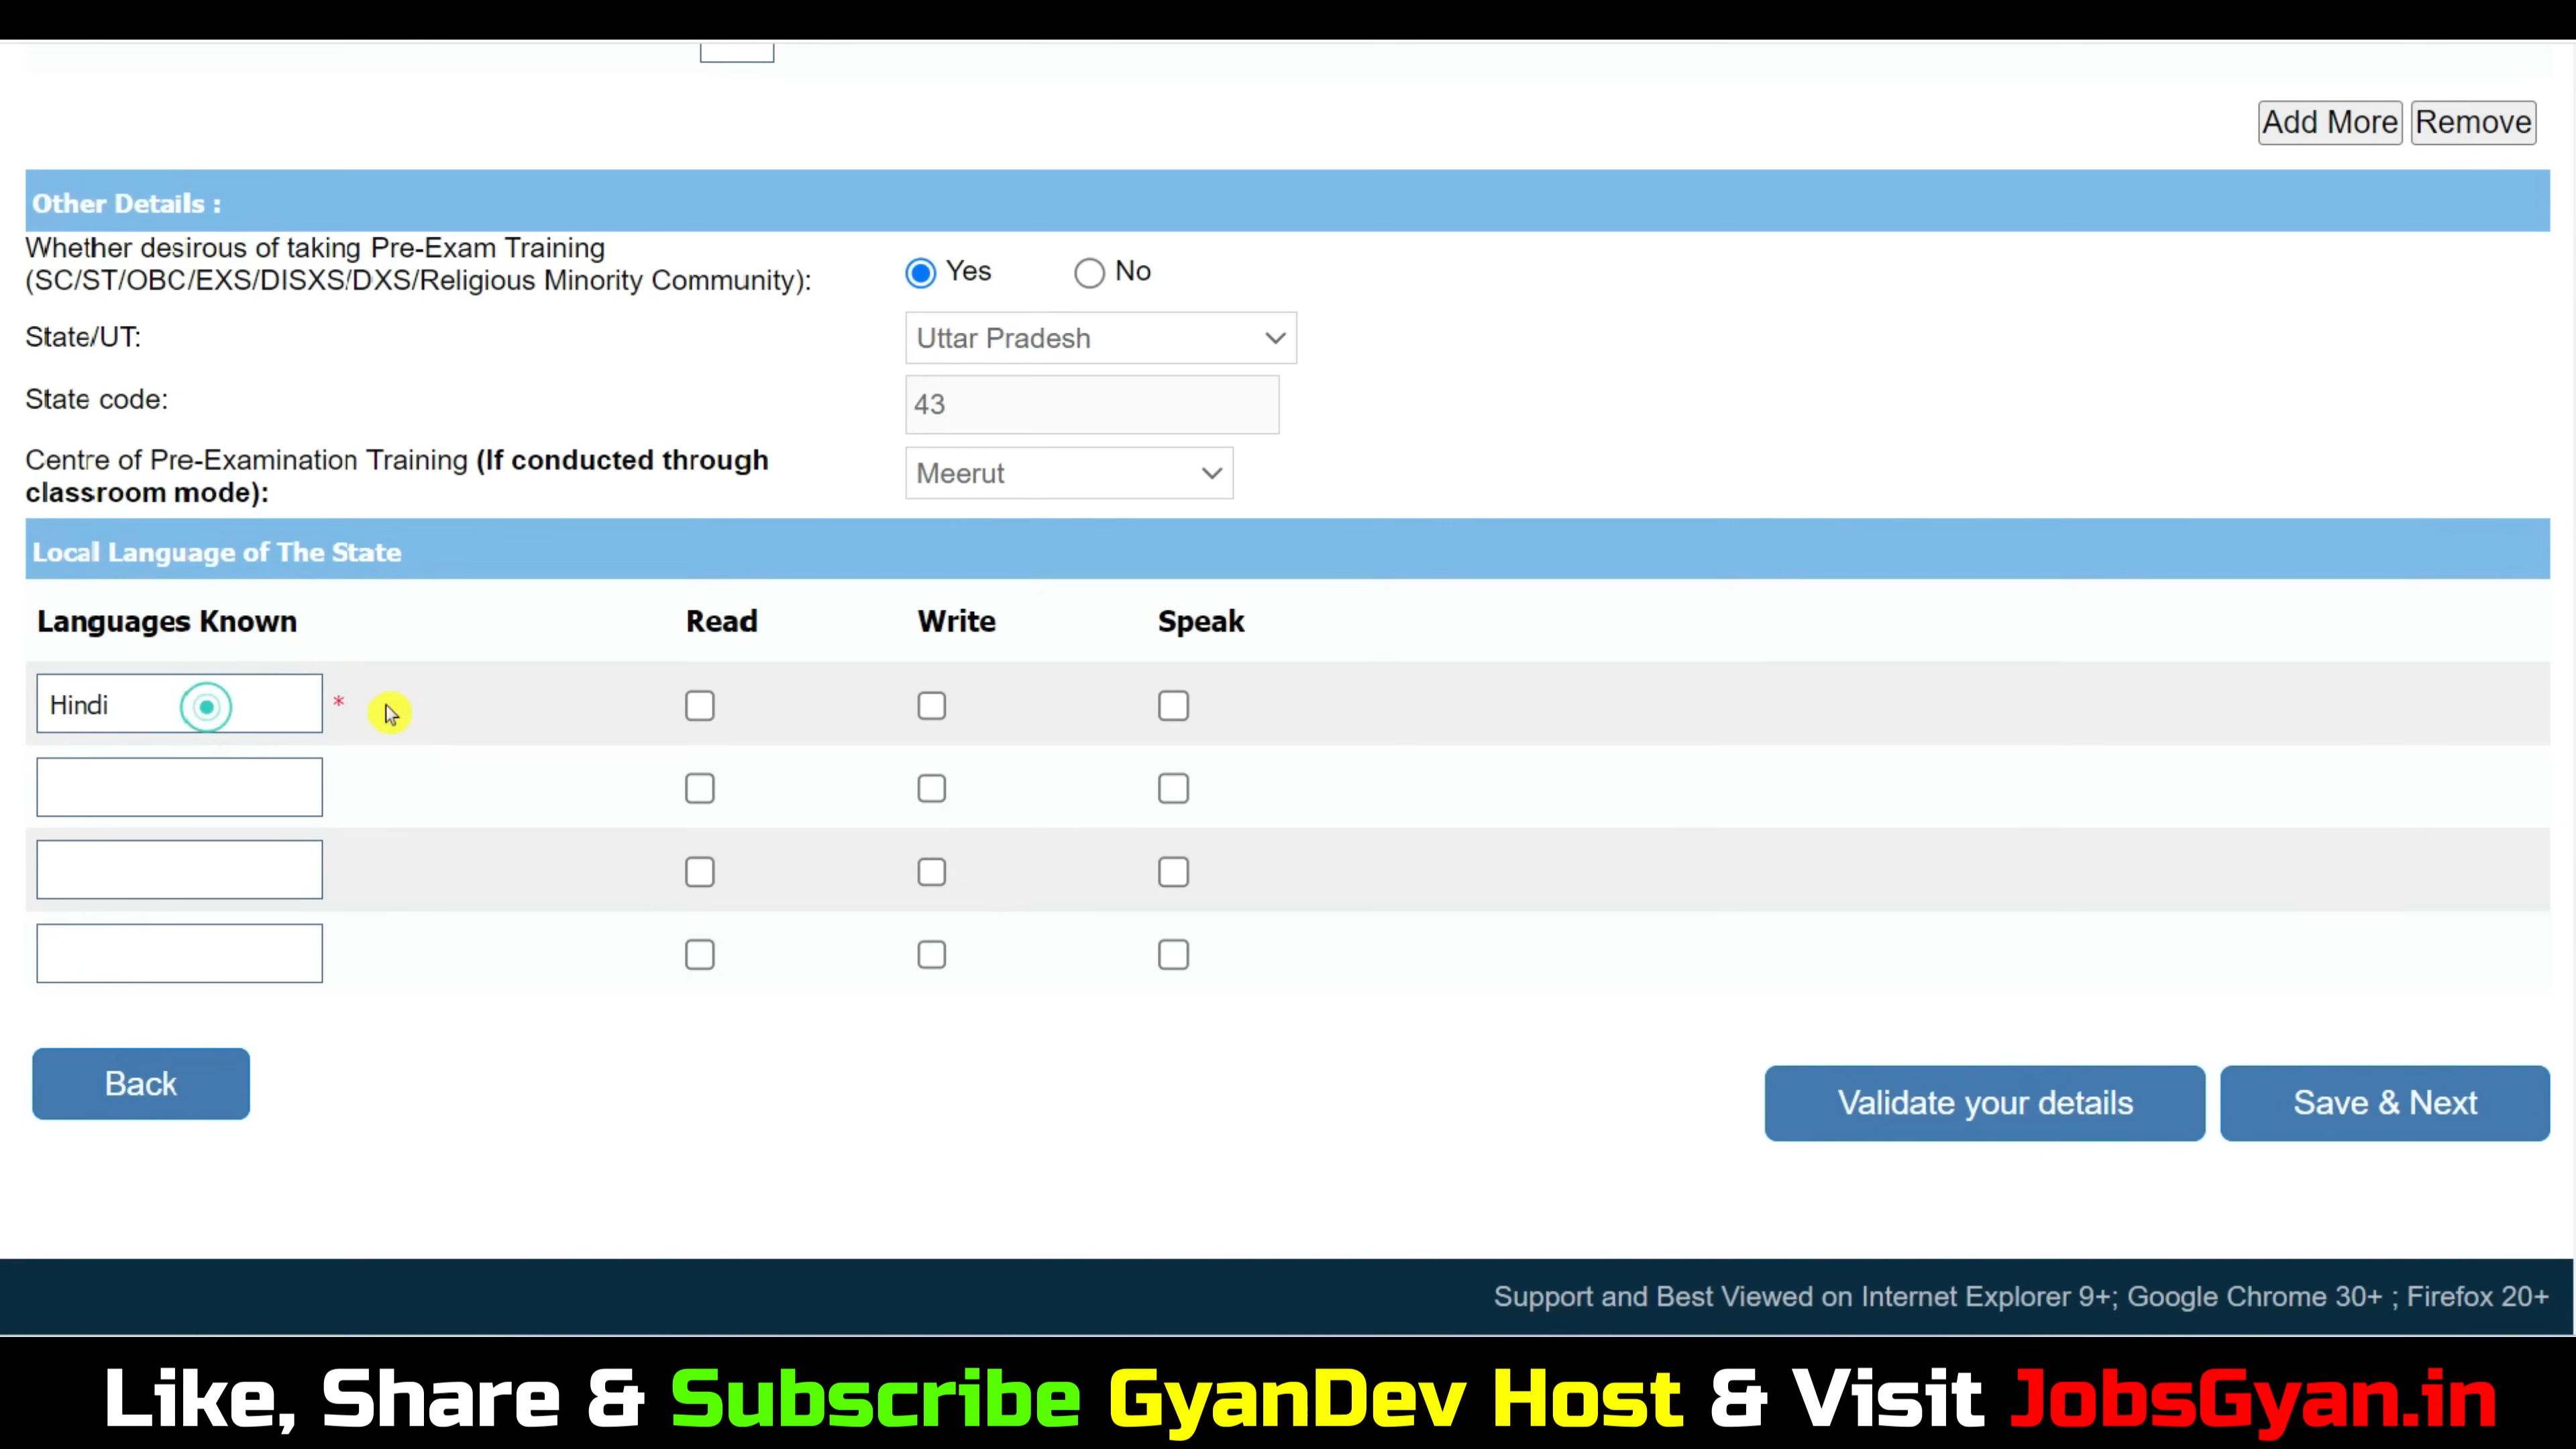 Add More Remove
Other Details :
Whether desirous of taking Pre-Exam Training
(SC/ST/OBC/EXS/DISXS/DXS/Religious Minority Community):
Yes No
State/UT:
Uttar Pradesh
State code:
43
Centre of Pre-Examination Training (If conducted through
classroom mode):
Meerut
Local Language of The State
Languages Known Read Write Speak
Hindi *
Back
Validate your details Save & Next
Support and Best Viewed on Internet Explorer 9+; Google Chrome 30+ ; Firefox 20+
Like, Share & Subscribe GyanDev Host & Visit JobsGyan.in